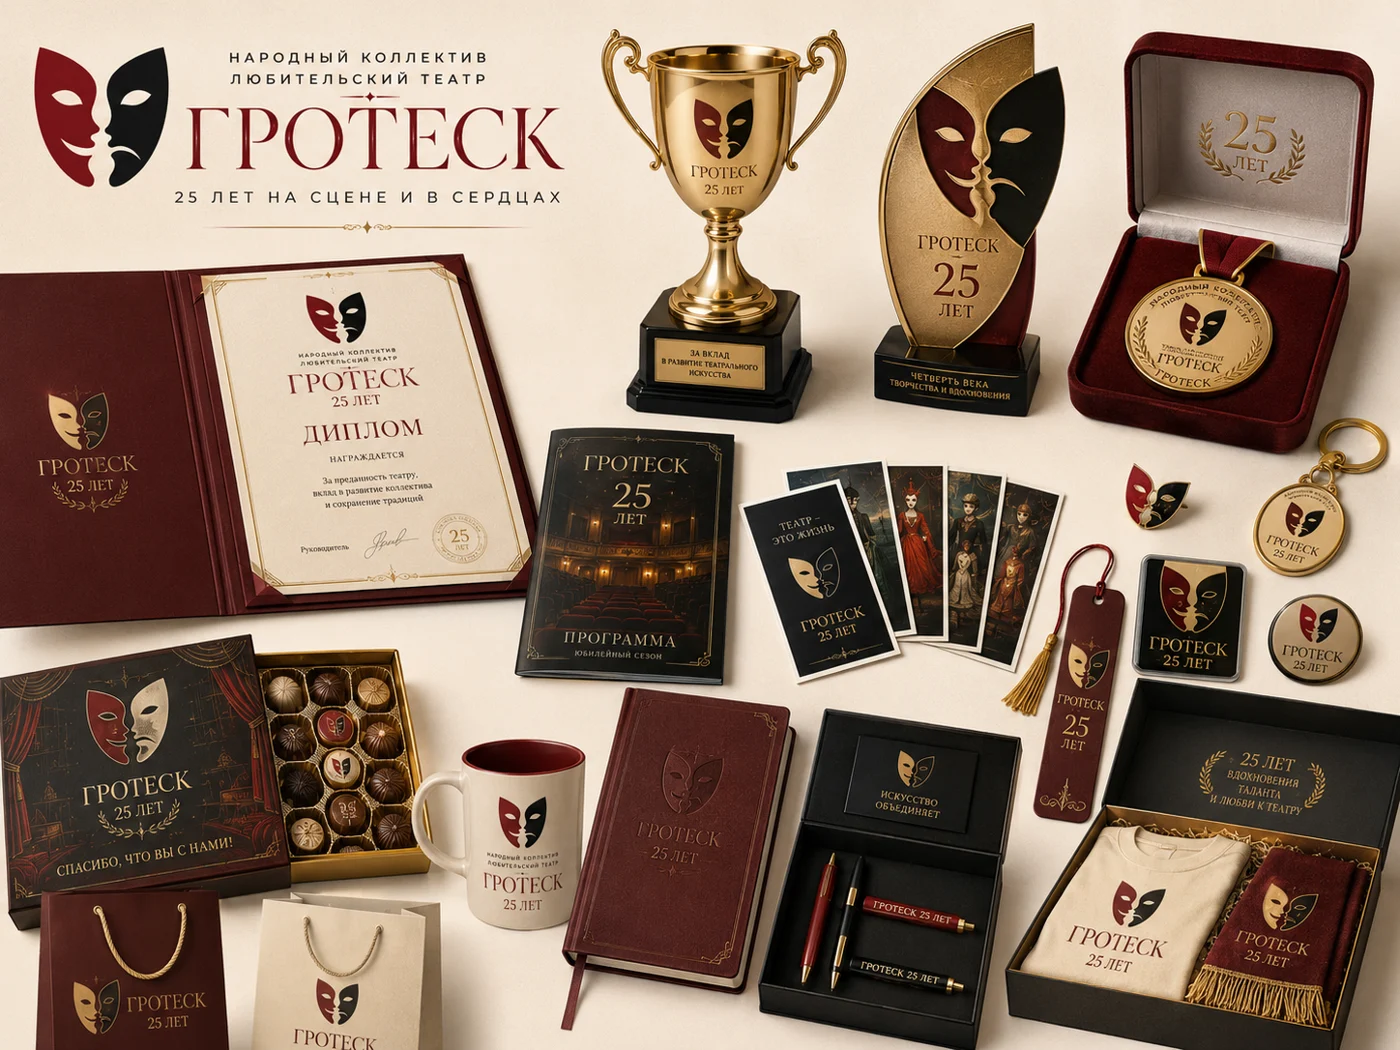 НАРОДНЫЙ КОЛЛЕКТИВ
ЛЮБИТЕЛЬСКИЙ ТЕАТР
ГРОТЕСК
25 ЛЕТ НА СЦЕНЕ И В СЕРДЦАХ
ГРОТЕСК
25 ЛЕТ
ЗА ВКЛАД
В РАЗВИТИЕ ТЕАТРАЛЬНОГО
ИСКУССТВА
ГРОТЕСК
25
ЛЕТ
ЧЕТВЕРТЬ ВЕКА
ТВОРЧЕСТВА И ВДОХНОВЕНИЯ
25
ЛЕТ
НАРОДНЫЙ
ГРОТЕСК
ГРОТЕСК
ГРОТЕСК
25 ЛЕТ
НАРОДНЫЙ КОЛЛЕКТИВ
ЛЮБИТЕЛЬСКИЙ ТЕАТР
ГРОТЕСК
25 ЛЕТ
ДИПЛОМ
НАГРАЖДАЕТСЯ
За преданность театру,
вклад в развитие коллектива
и сохранение традиций
Руководитель
25
ЛЕТ
ГРОТЕСК
25
ЛЕТ
ПРОГРАММА
ЮБИЛЕЙНЫЙ СЕЗОН
ТЕАТР –
ЭТО ЖИЗНЬ
ГРОТЕСК
25 ЛЕТ
ГРОТЕСК
25 ЛЕТ
ГРОТЕСК
25
ЛЕТ
ГРОТЕСК
25 ЛЕТ
ГРОТЕСК
25 ЛЕТ
ГРОТЕСК
25 ЛЕТ
СПАСИБО, ЧТО ВЫ С НАМИ!
НАРОДНЫЙ КОЛЛЕКТИВ
ЛЮБИТЕЛЬСКИЙ ТЕАТР
ГРОТЕСК
25 ЛЕТ
ГРОТЕСК
25 ЛЕТ
ИСКУССТВО
ОБЪЕДИНЯЕТ
ГРОТЕСК 25 ЛЕТ
ГРОТЕСК 25 ЛЕТ
25 ЛЕТ
ВДОХНОВЕНИЯ
ТАЛАНТА
И ЛЮБВИ К ТЕАТРУ
ГРОТЕСК
25 ЛЕТ
ГРОТЕСК
25 ЛЕТ
ГРОТЕСК
25 ЛЕТ
ГРОТЕСК